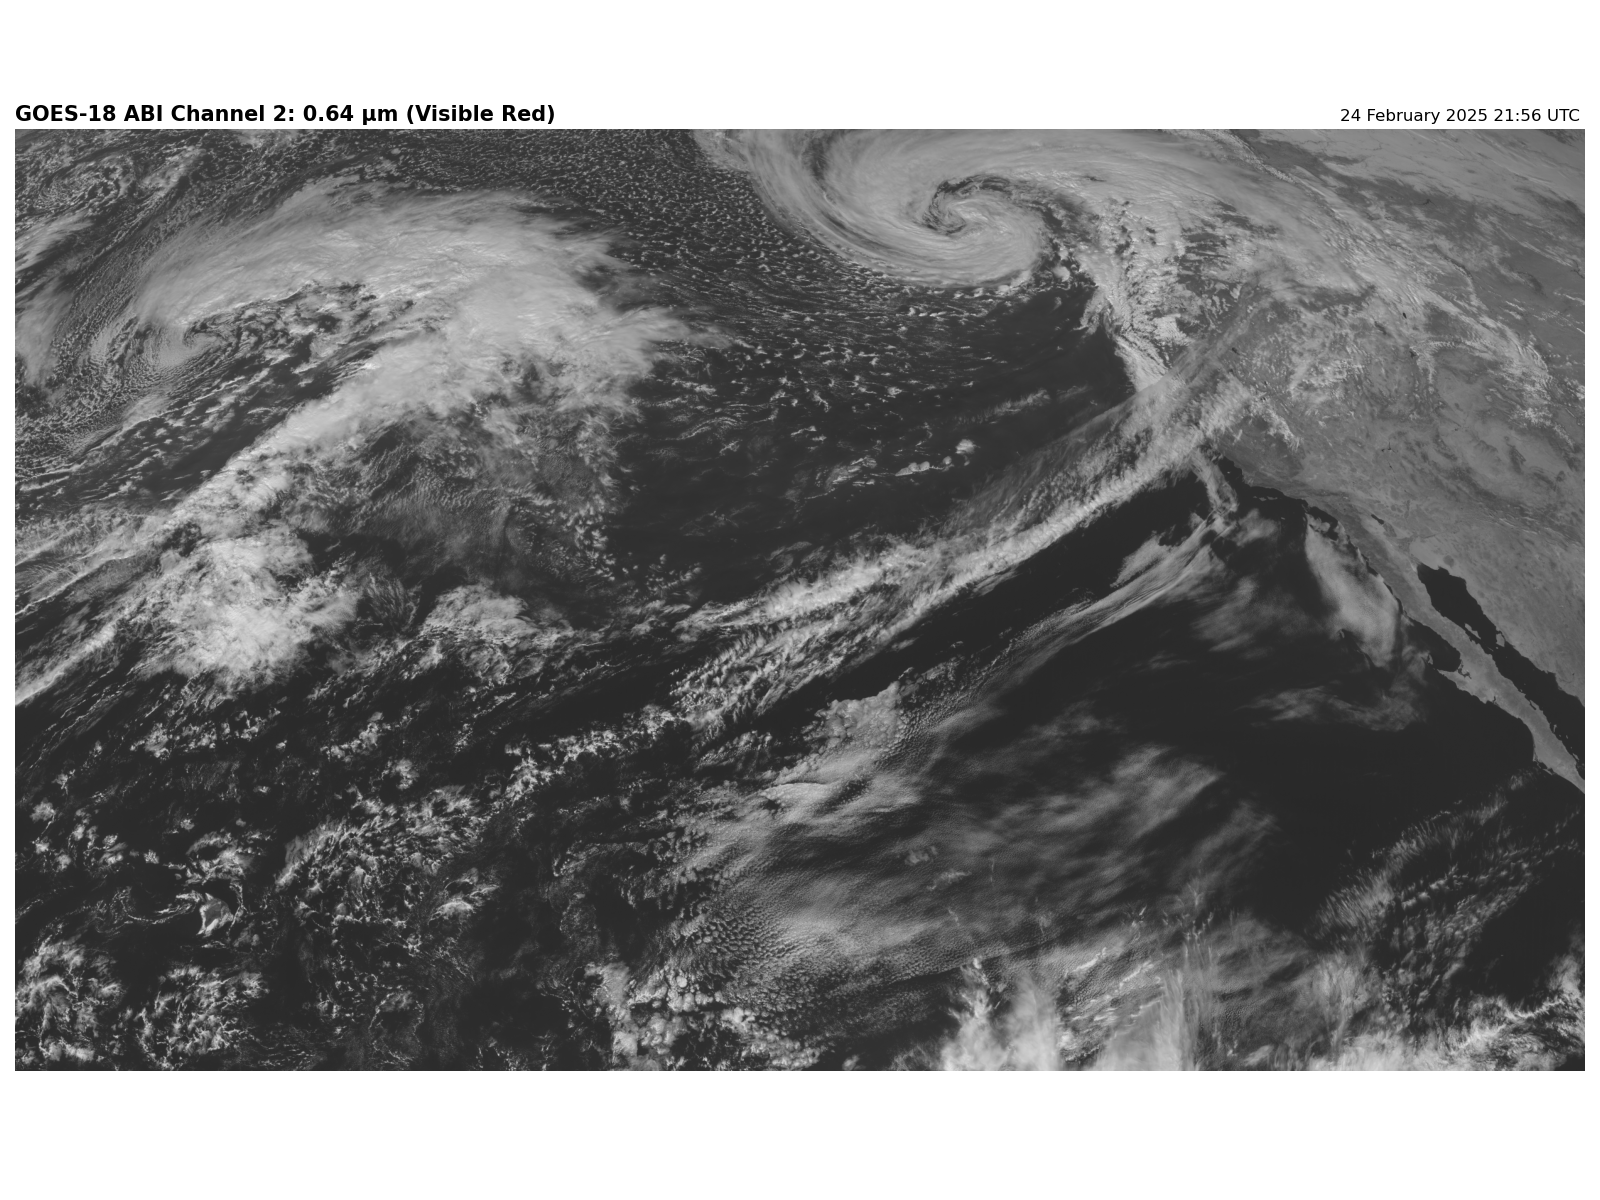 GOES-18 ABI Channel 2: 0.64 μm (Visible Red)
24 February 2025 21:56 UTC